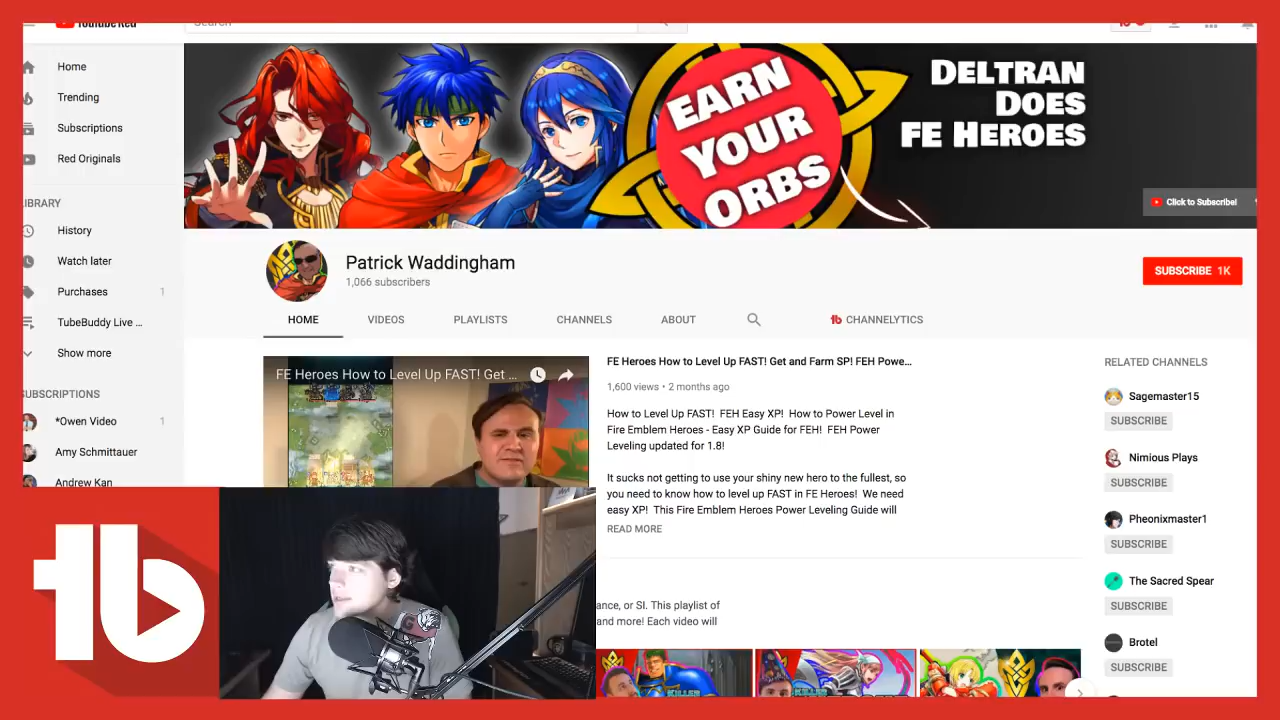 YouTube Red
Search
Home
Trending
Subscriptions
Red Originals
LIBRARY
History
Watch later
Purchases 1
TubeBuddy Live ...
Show more
SUBSCRIPTIONS
*Owen Video 1
Amy Schmittauer
Andrew Kan
EARN
YOUR
ORBS
DELTRAN
DOES
FE HEROES
Click to Subscribe!
Patrick Waddingham
1,066 subscribers
SUBSCRIBE 1K
HOME VIDEOS PLAYLISTS CHANNELS ABOUT tb CHANNELYTICS
FE Heroes How to Level Up FAST! Get ...
FE Heroes How to Level Up FAST! Get and Farm SP! FEH Powe...
1,600 views • 2 months ago
How to Level Up FAST! FEH Easy XP! How to Power Level in
Fire Emblem Heroes - Easy XP Guide for FEH! FEH Power
Leveling updated for 1.8!
It sucks not getting to use your shiny new hero to the fullest, so
you need to know how to level up FAST in FE Heroes! We need
easy XP! This Fire Emblem Heroes Power Leveling Guide will
READ MORE
ance, or SI. This playlist of
and more! Each video will
KILLER
KILLER
RELATED CHANNELS
Sagemaster15
SUBSCRIBE
Nimious Plays
SUBSCRIBE
Pheonixmaster1
SUBSCRIBE
The Sacred Spear
SUBSCRIBE
Brotel
SUBSCRIBE
tb
G